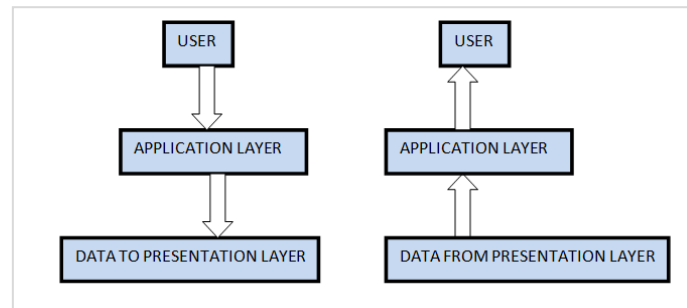 USER
USER
APPLICATION LAYER
APPLICATION LAYER
DATA TO PRESENTATION LAYER
DATA FROM PRESENTATION LAYER